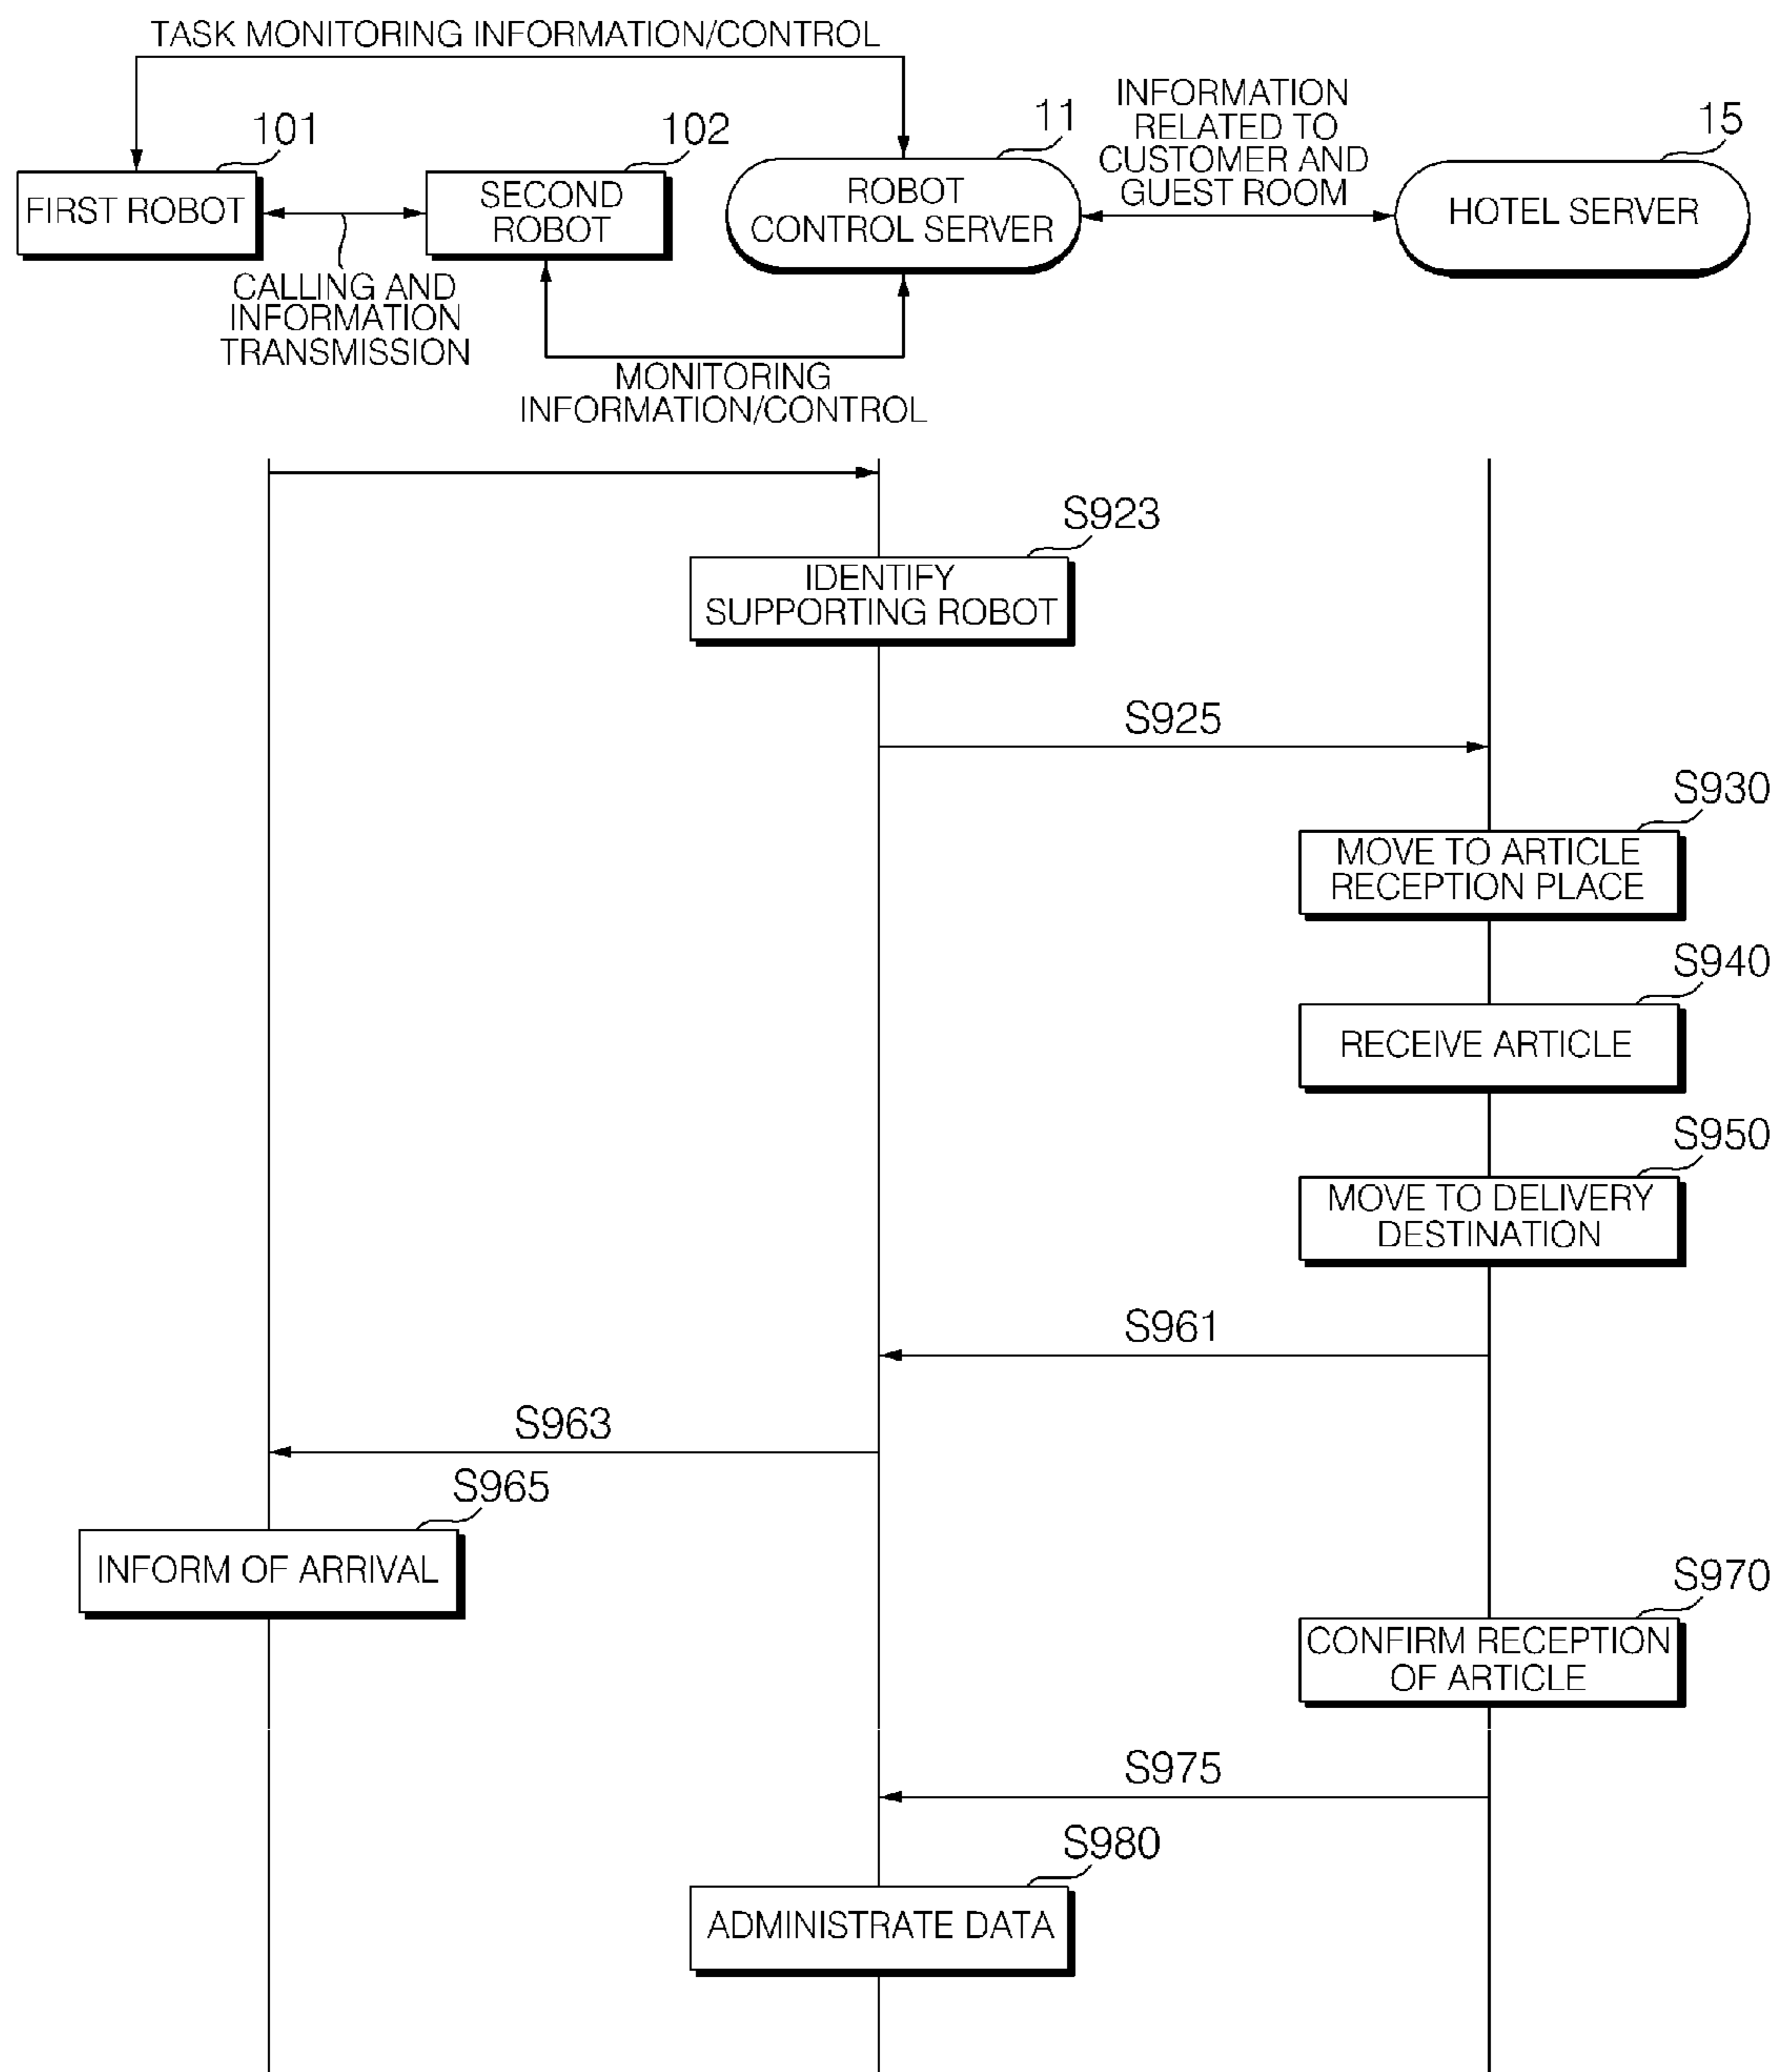 TASK MONITORING INFORMATION/CONTROL
101
FIRST ROBOT
102
SECOND
ROBOT
CALLING AND
INFORMATION
TRANSMISSION
11
ROBOT
CONTROL SERVER
INFORMATION
RELATED TO
CUSTOMER AND
GUEST ROOM
15
HOTEL SERVER
MONITORING
INFORMATION/CONTROL
S923
IDENTIFY
SUPPORTING ROBOT
S925
S930
MOVE TO ARTICLE
RECEPTION PLACE
S940
RECEIVE ARTICLE
S950
MOVE TO DELIVERY
DESTINATION
S961
S963
S965
INFORM OF ARRIVAL
S970
CONFIRM RECEPTION
OF ARTICLE
S975
S980
ADMINISTRATE DATA